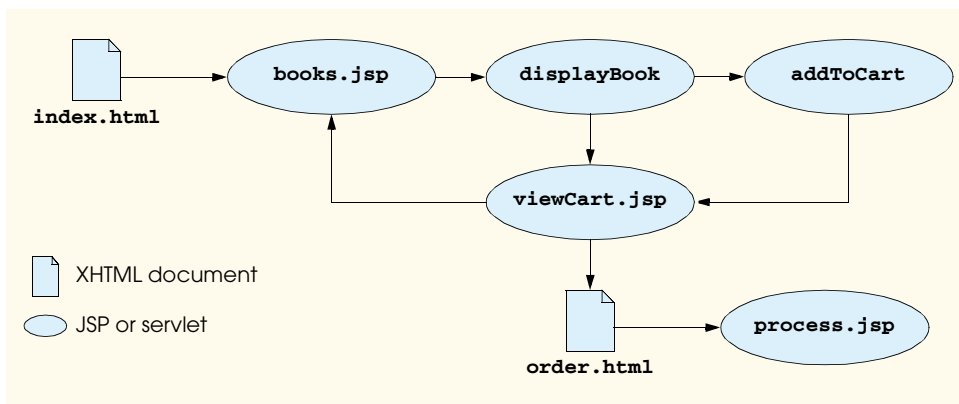 books.jsp
displayBook
addToCart
index.html
viewCart.jsp
XHTML document
JSP or servlet
process.jsp
order.html